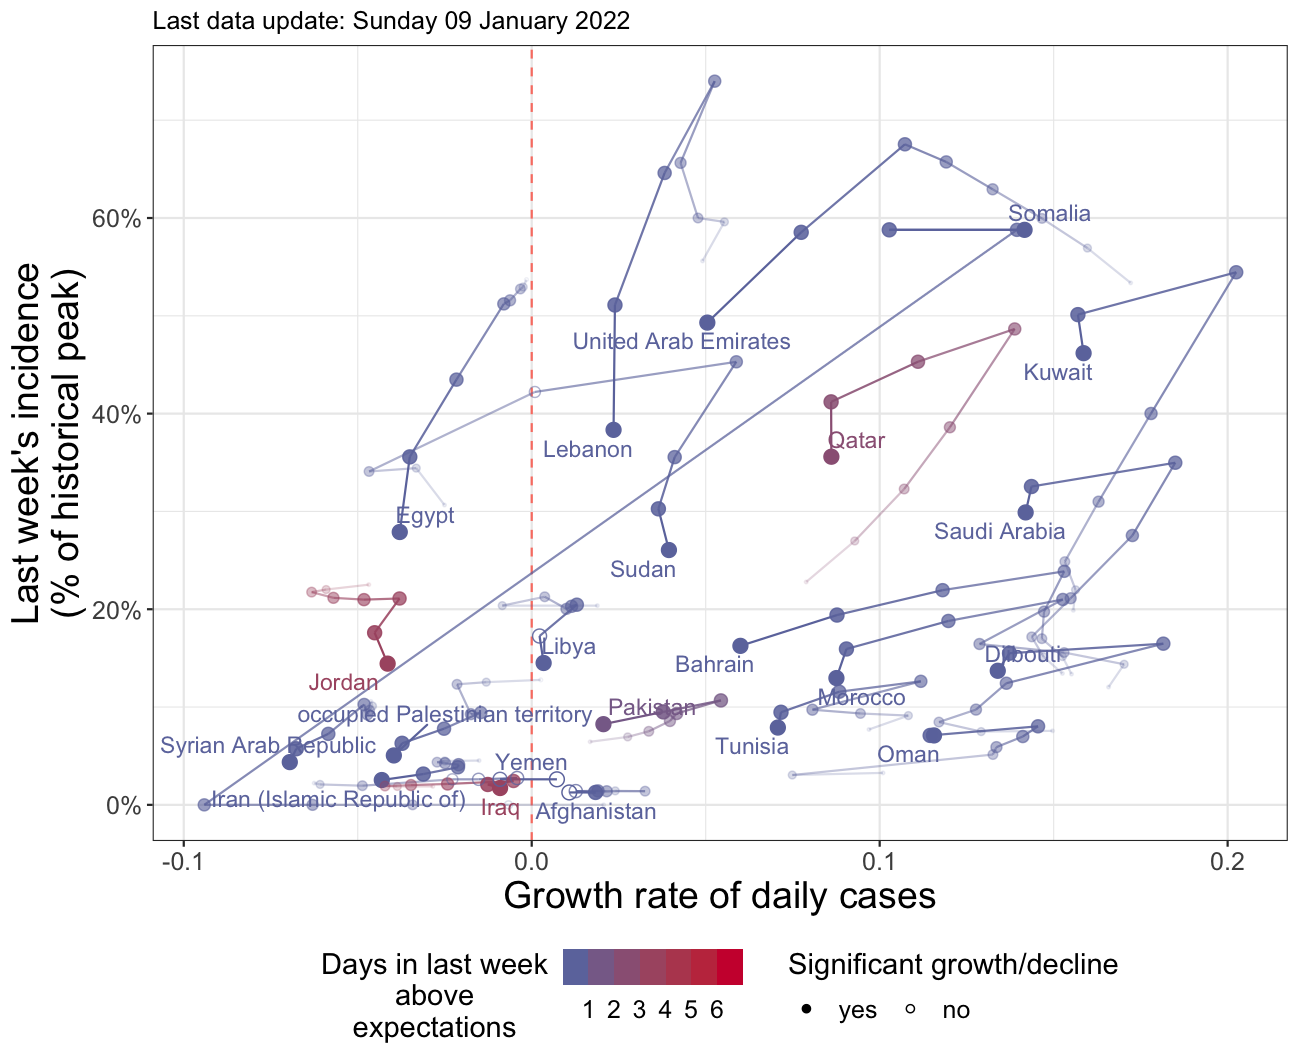 Last data update: Sunday 09 January 2022
Last week's incidence
(% of historical peak)
60%
40%
20%
0%
Somalia
United Arab Emirates
Kuwait
Qatar
Lebanon
Egypt
Saudi Arabia
Sudan
Libya
Djibouti
Bahrain
Jordan
Morocco
Pakistan
occupied Palestinian territory
Syrian Arab Republic
Tunisia
Oman
Yemen
Iran (Islamic Republic of)
Iraq
Afghanistan
-0.1
0.0
0.1
0.2
Growth rate of daily cases
Days in last week
above
expectations
1 2 3 4 5 6
Significant growth/decline
yes
no